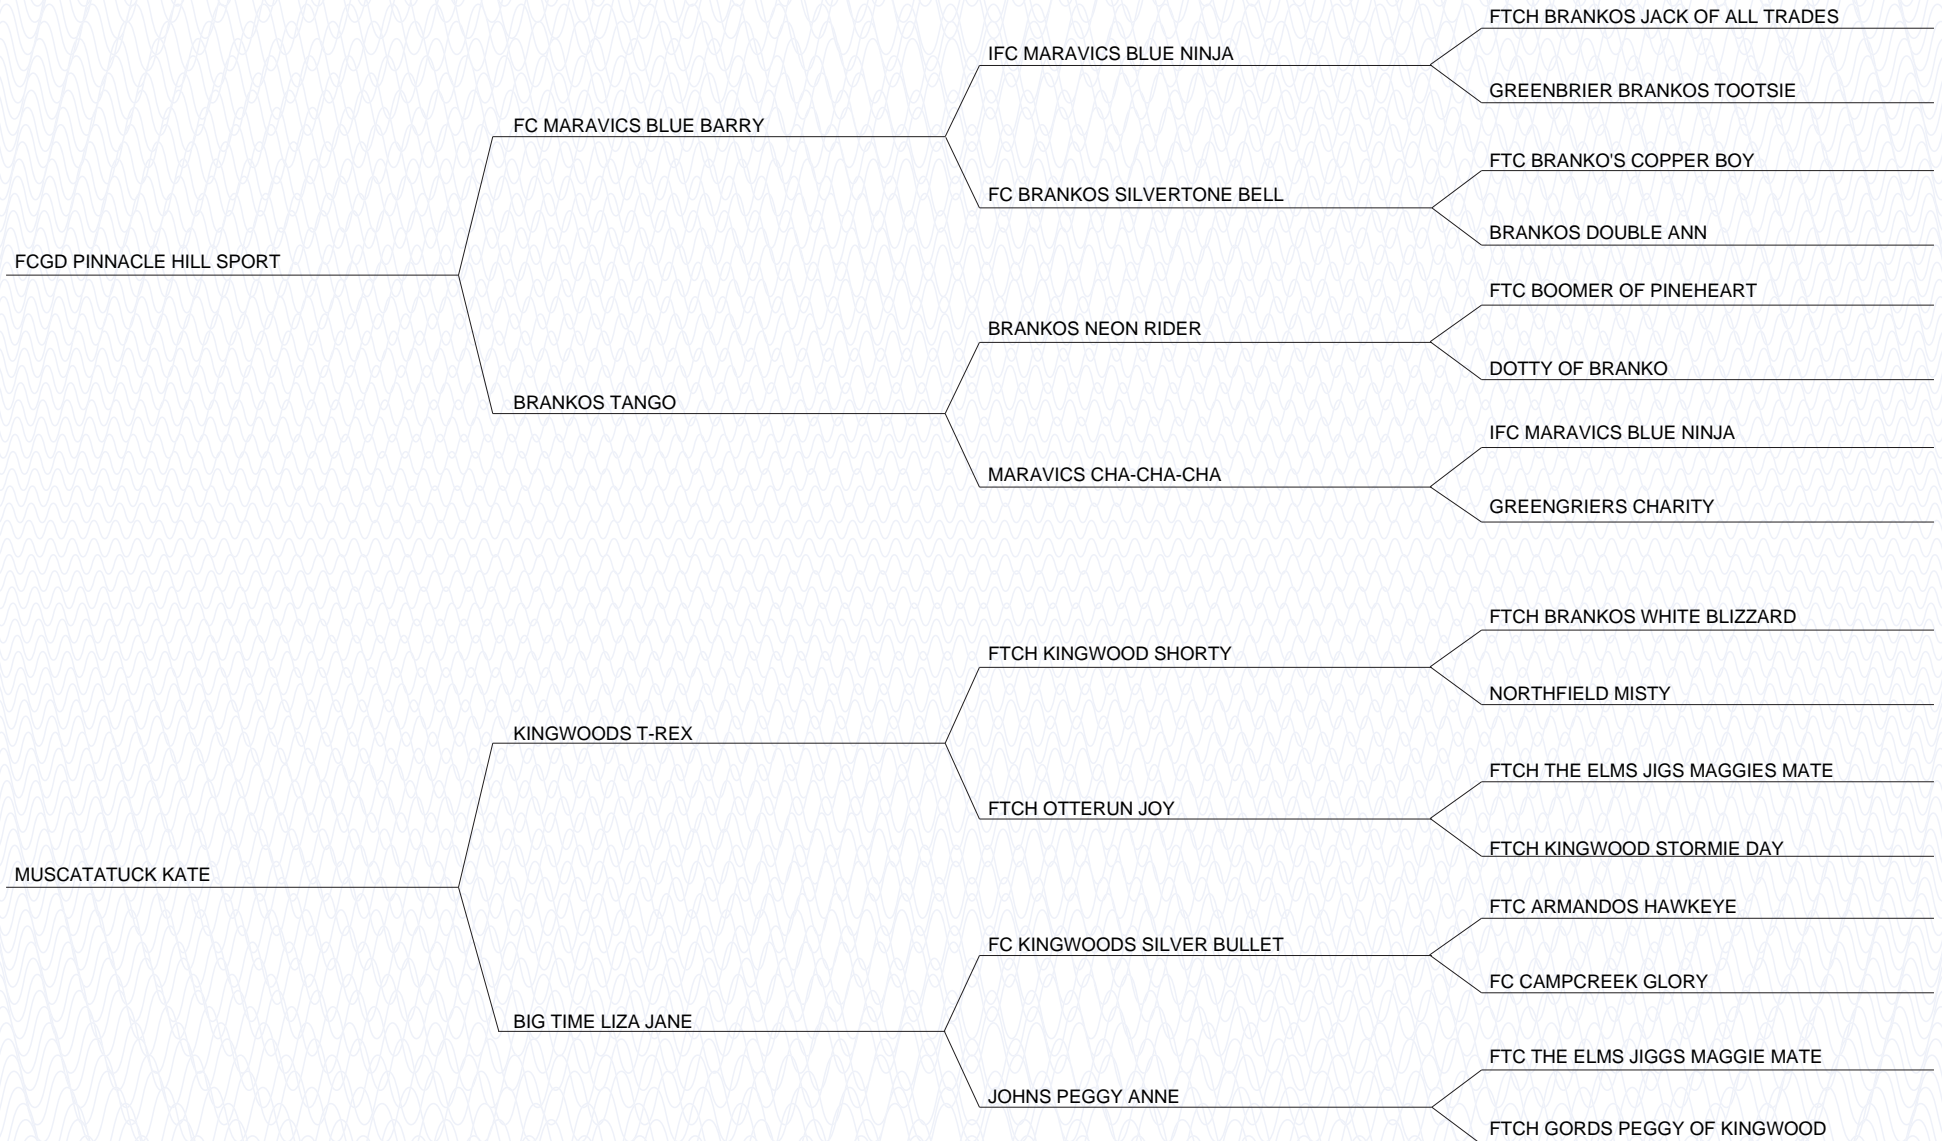 FTCH BRANKOS JACK OF ALL TRADES
IFC MARAVICS BLUE NINJA
GREENBRIER BRANKOS TOOTSIE
FC MARAVICS BLUE BARRY
FTC BRANKO'S COPPER BOY
FC BRANKOS SILVERTONE BELL
BRANKOS DOUBLE ANN
FCGD PINNACLE HILL SPORT
FTC BOOMER OF PINEHEART
BRANKOS NEON RIDER
DOTTY OF BRANKO
BRANKOS TANGO
IFC MARAVICS BLUE NINJA
MARAVICS CHA-CHA-CHA
GREENGRIERS CHARITY
FTCH BRANKOS WHITE BLIZZARD
FTCH KINGWOOD SHORTY
NORTHFIELD MISTY
KINGWOODS T-REX
FTCH THE ELMS JIGS MAGGIES MATE
FTCH OTTERUN JOY
FTCH KINGWOOD STORMIE DAY
MUSCATATUCK KATE
FTC ARMANDOS HAWKEYE
FC KINGWOODS SILVER BULLET
FC CAMPCREEK GLORY
BIG TIME LIZA JANE
FTC THE ELMS JIGGS MAGGIE MATE
JOHNS PEGGY ANNE
FTCH GORDS PEGGY OF KINGWOOD